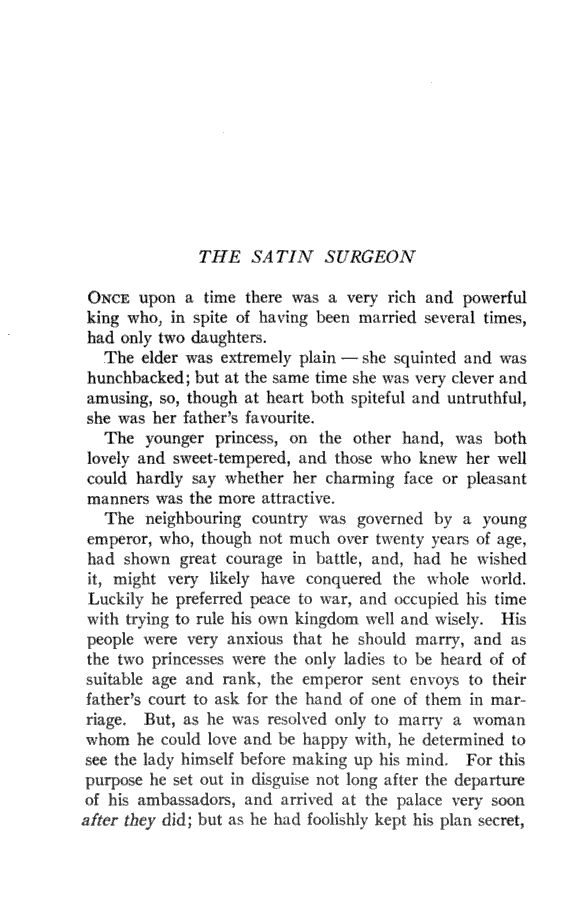 THE SATIN SURGEON
ONCE upon a time there was a very rich and powerful
king who, in spite of having been married several times,
had only two daughters.
The elder was extremely plain — she squinted and was
hunchbacked; but at the same time she was very clever and
amusing, so, though at heart both spiteful and untruthful,
she was her father's favourite.
The younger princess, on the other hand, was both
lovely and sweet-tempered, and those who knew her well
could hardly say whether her charming face or pleasant
manners was the more attractive.
The neighbouring country was governed by a young
emperor, who, though not much over twenty years of age,
had shown great courage in battle, and, had he wished
it, might very likely have conquered the whole world.
Luckily he preferred peace to war, and occupied his time
with trying to rule his own kingdom well and wisely. His
people were very anxious that he should marry, and as
the two princesses were the only ladies to be heard of of
suitable age and rank, the emperor sent envoys to their
father's court to ask for the hand of one of them in mar-
riage. But, as he was resolved only to marry a woman
whom he could love and be happy with, he determined to
see the lady himself before making up his mind. For this
purpose he set out in disguise not long after the departure
of his ambassadors, and arrived at the palace very soon
after they did; but as he had foolishly kept his plan secret,